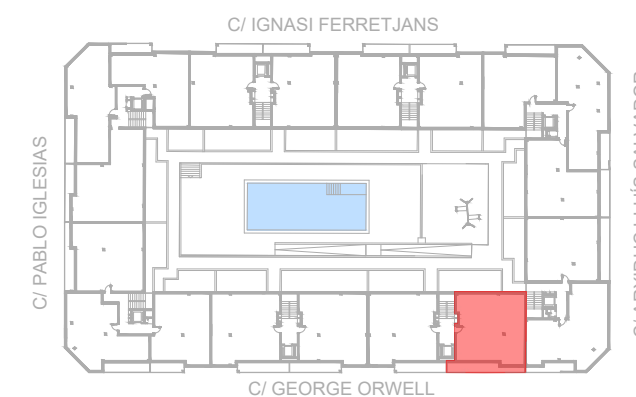 C/ IGNASI FERRETJANS
C/ PABLO IGLESIAS
C/ GEORGE ORWELL